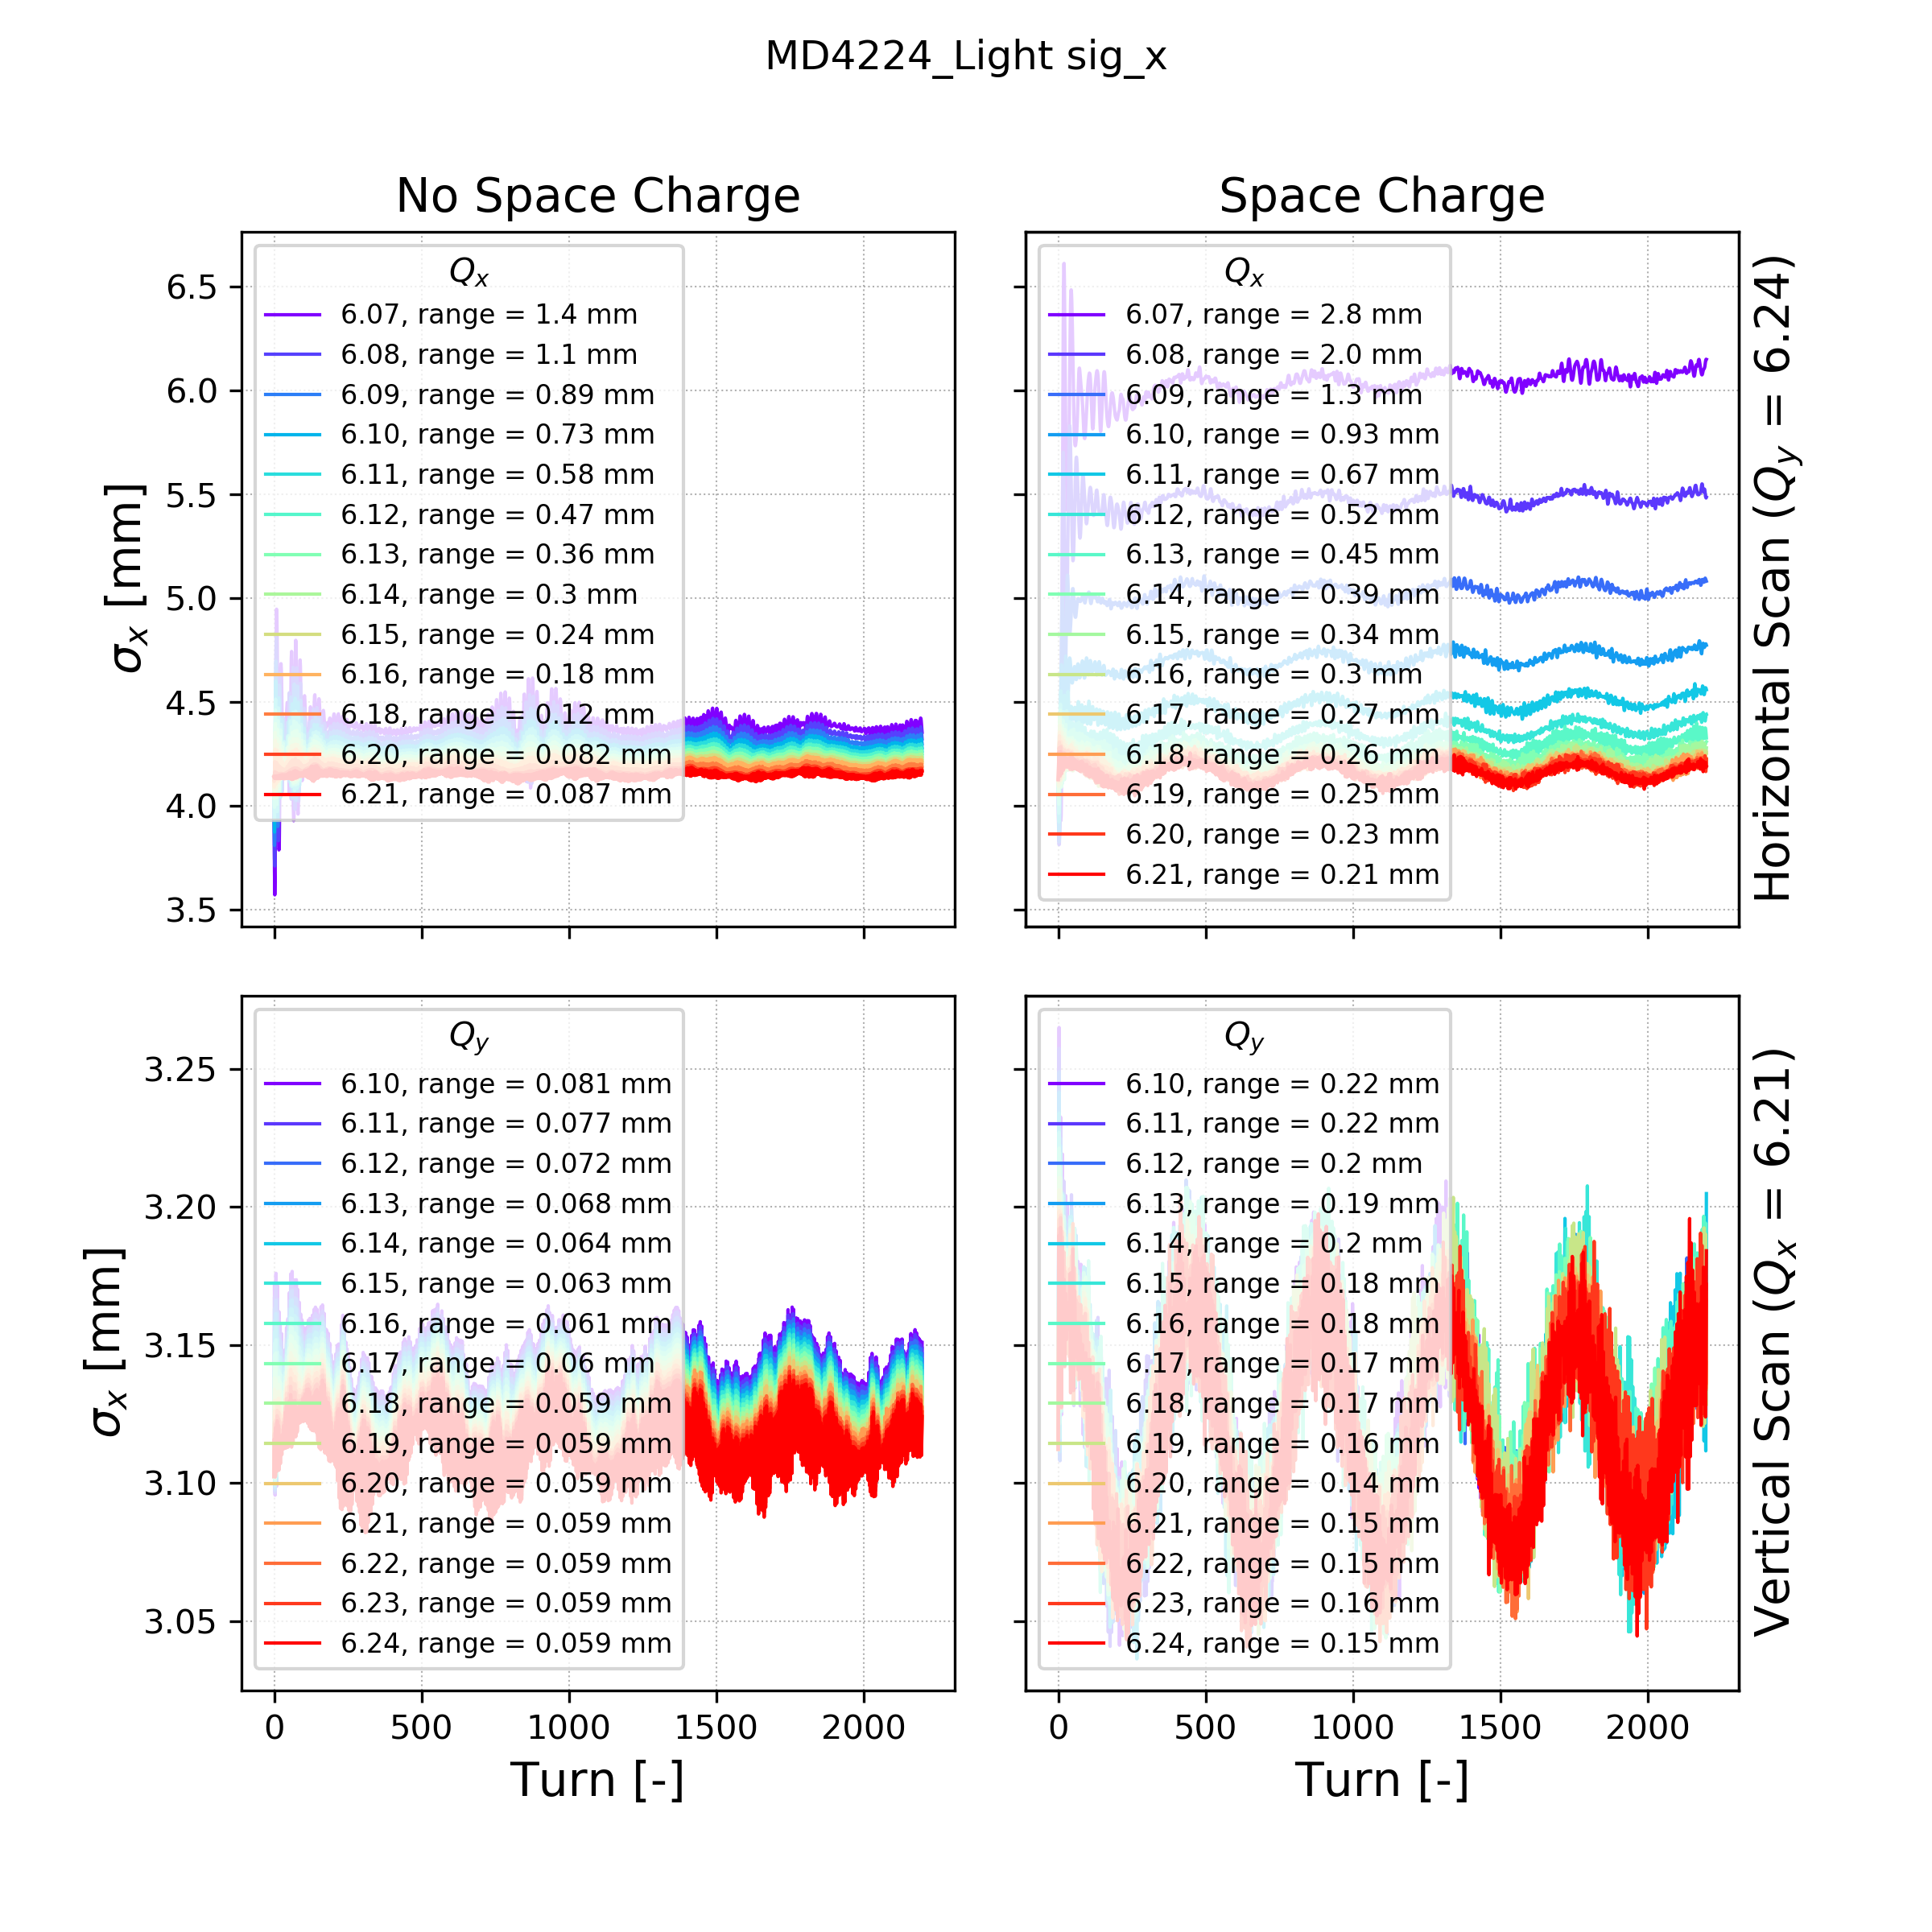 MD4224_Light sig_x
No Space Charge
Space Charge
σx [mm]
6.5
6.0
5.5
5.0
4.5
4.0
3.5
Qx
6.07, range = 1.4 mm
6.08, range = 1.1 mm
6.09, range = 0.89 mm
6.10, range = 0.73 mm
6.11, range = 0.58 mm
6.12, range = 0.47 mm
6.13, range = 0.36 mm
6.14, range = 0.3 mm
6.15, range = 0.24 mm
6.16, range = 0.18 mm
6.18, range = 0.12 mm
6.20, range = 0.082 mm
6.21, range = 0.087 mm
Qx
6.07, range = 2.8 mm
6.08, range = 2.0 mm
6.09, range = 1.3 mm
6.10, range = 0.93 mm
6.11, range = 0.67 mm
6.12, range = 0.52 mm
6.13, range = 0.45 mm
6.14, range = 0.39 mm
6.15, range = 0.34 mm
6.16, range = 0.3 mm
6.17, range = 0.27 mm
6.18, range = 0.26 mm
6.19, range = 0.25 mm
6.20, range = 0.23 mm
6.21, range = 0.21 mm
Horizontal Scan (Qy = 6.24)
σx [mm]
3.25
3.20
3.15
3.10
3.05
Qy
6.10, range = 0.081 mm
6.11, range = 0.077 mm
6.12, range = 0.072 mm
6.13, range = 0.068 mm
6.14, range = 0.064 mm
6.15, range = 0.063 mm
6.16, range = 0.061 mm
6.17, range = 0.06 mm
6.18, range = 0.059 mm
6.19, range = 0.059 mm
6.20, range = 0.059 mm
6.21, range = 0.059 mm
6.22, range = 0.059 mm
6.23, range = 0.059 mm
6.24, range = 0.059 mm
Qy
6.10, range = 0.22 mm
6.11, range = 0.22 mm
6.12, range = 0.2 mm
6.13, range = 0.19 mm
6.14, range = 0.2 mm
6.15, range = 0.18 mm
6.16, range = 0.18 mm
6.17, range = 0.17 mm
6.18, range = 0.17 mm
6.19, range = 0.16 mm
6.20, range = 0.14 mm
6.21, range = 0.15 mm
6.22, range = 0.15 mm
6.23, range = 0.16 mm
6.24, range = 0.15 mm
Vertical Scan (Qx = 6.21)
0 500 1000 1500 2000
0 500 1000 1500 2000
Turn [-]
Turn [-]